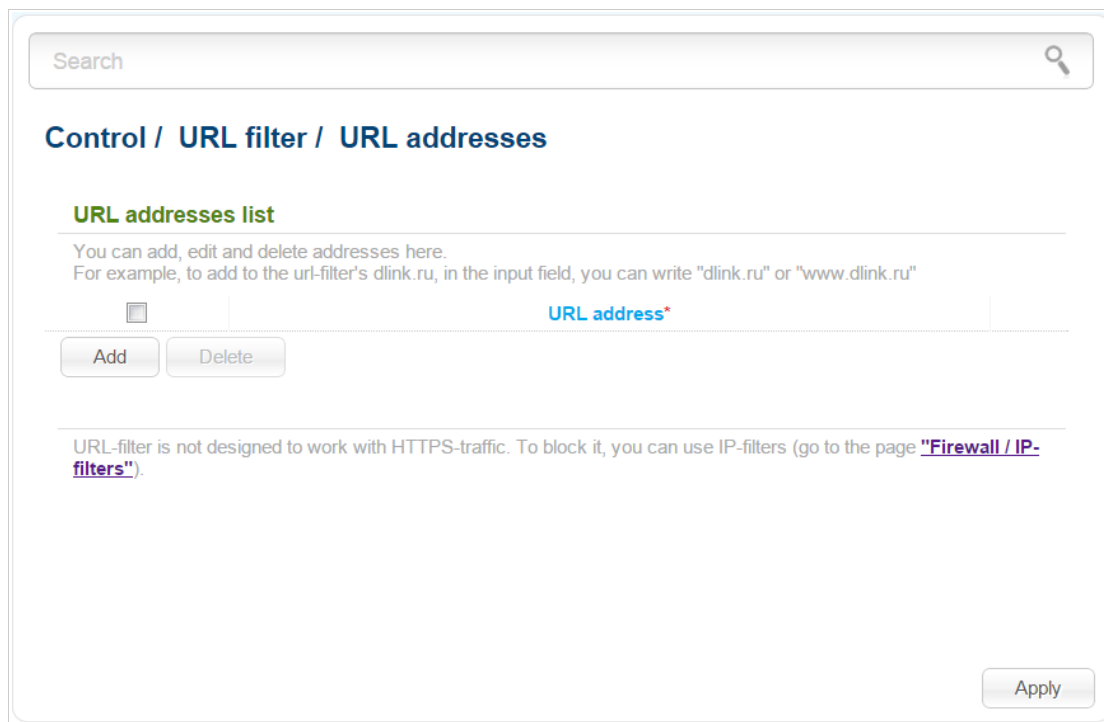 Search
Control /  URL filter /  URL addresses
URL addresses list
You can add, edit and delete addresses here.
For example, to add to the url-filter's dlink.ru, in the input field, you can write "dlink.ru" or "www.dlink.ru"
URL address*
Add Delete
URL-filter is not designed to work with HTTPS-traffic. To block it, you can use IP-filters (go to the page "Firewall / IP-
filters").
Apply